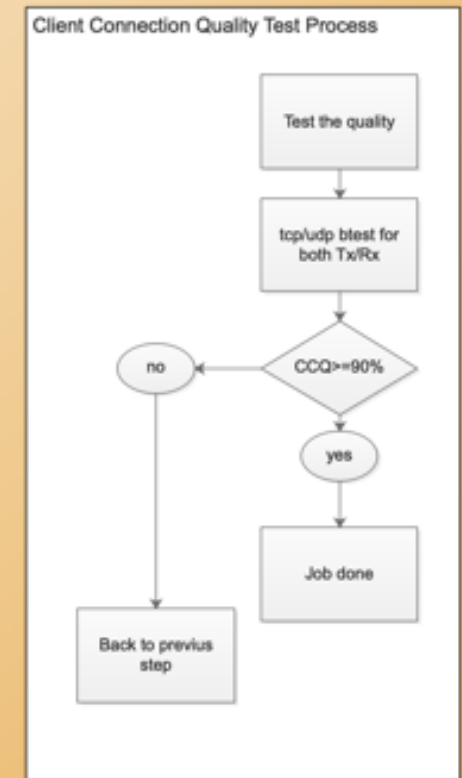 Client Connection Quality Test Process
Test the quality
tcp/udp btest for
both Tx/Rx
CCQ>=90%
no
yes
Job done
Back to previus
step